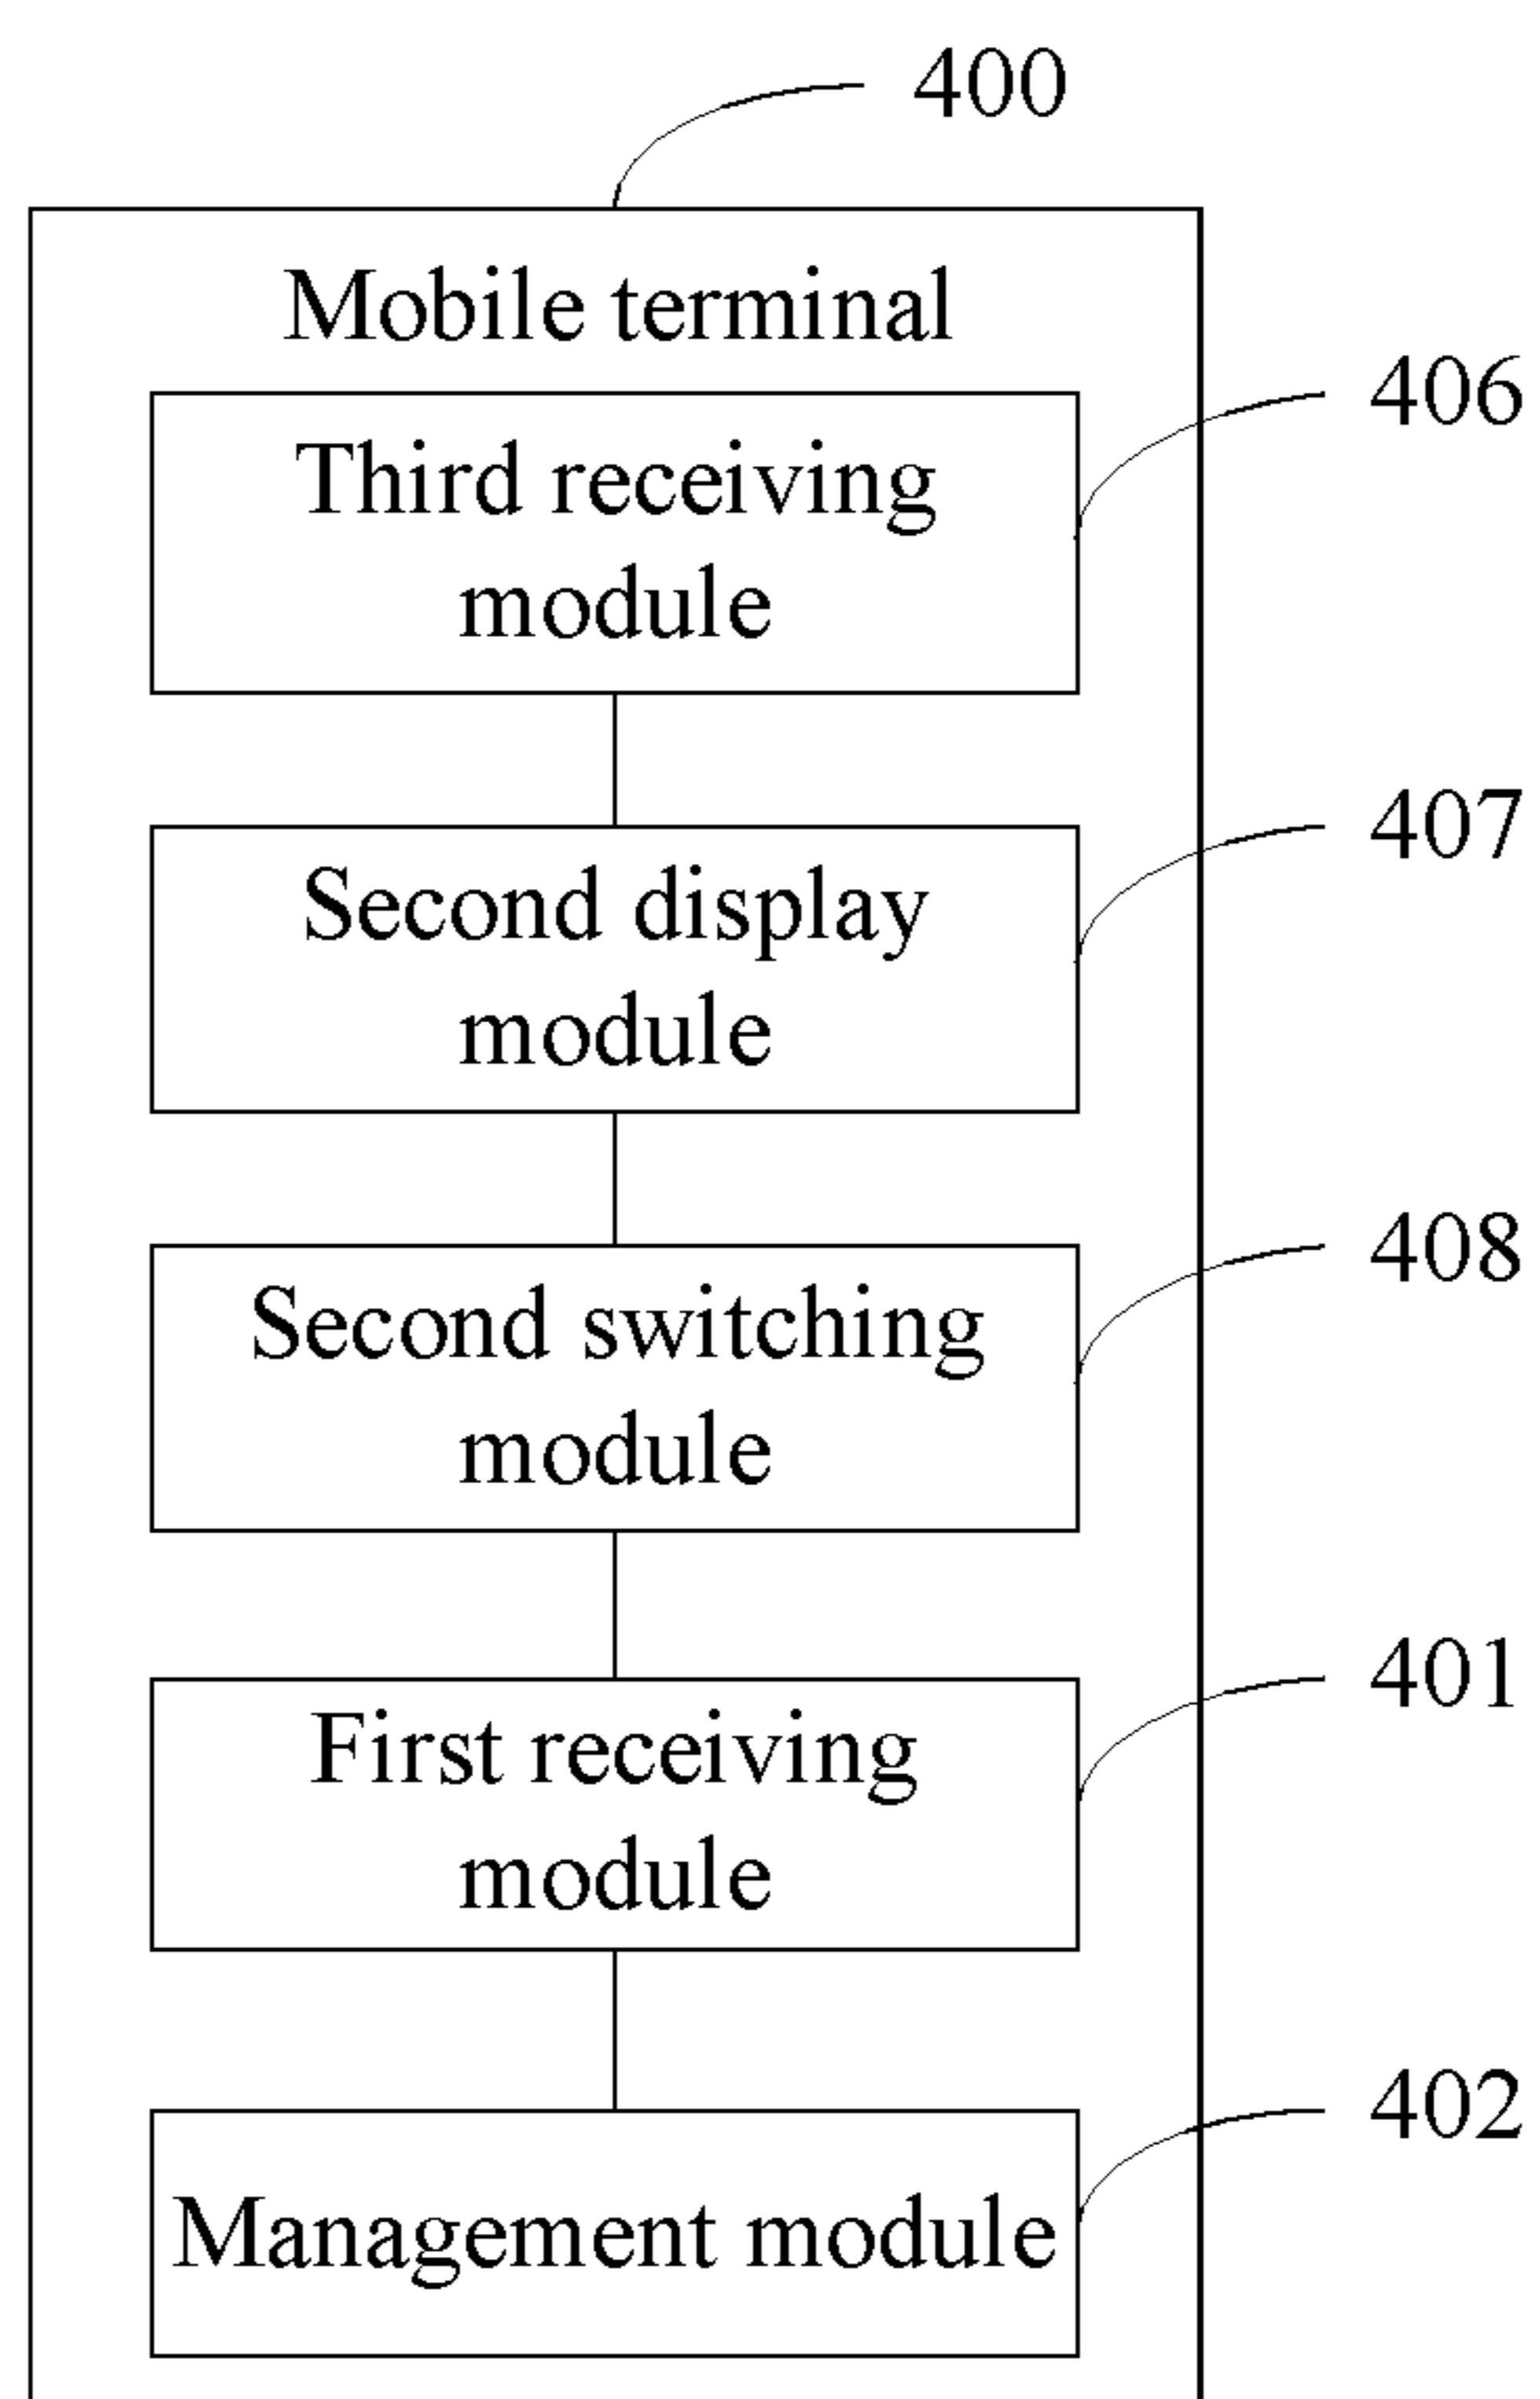 400
Mobile terminal
406
Third receiving
module
407
Second display
module
408
Second switching
module
401
First receiving
module
402
Management module